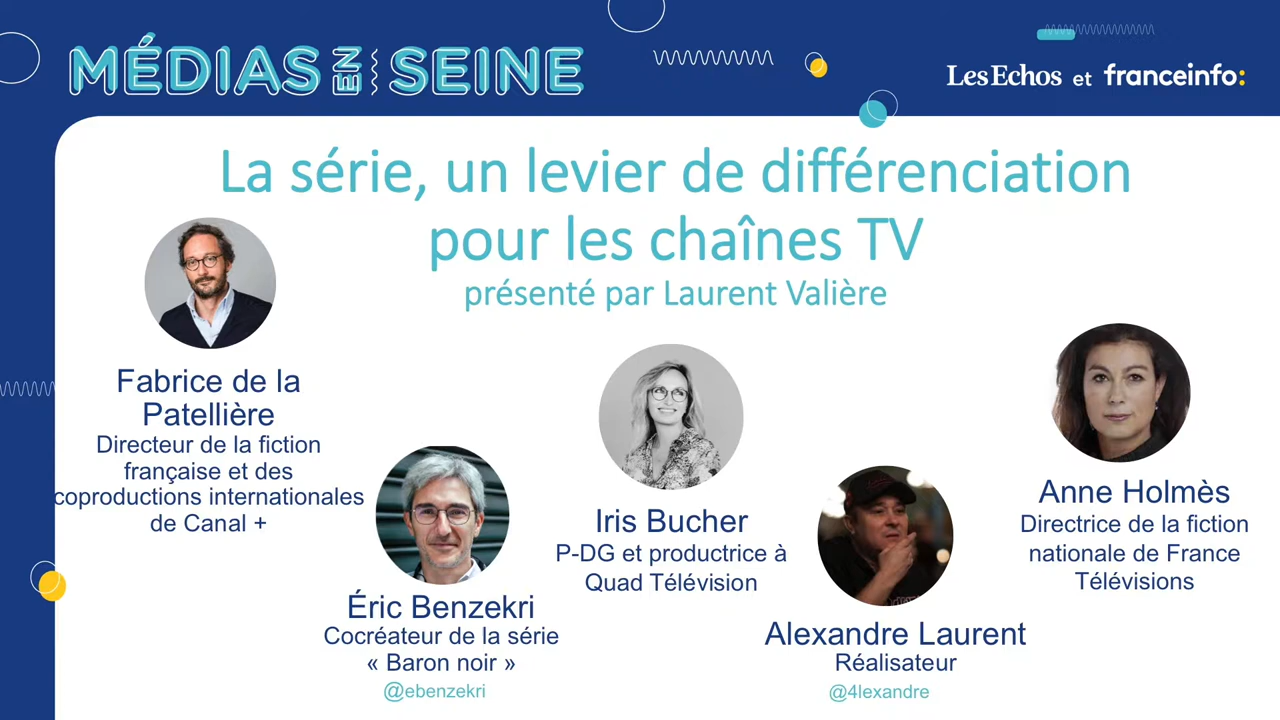 MÉDIAS EN SEINE
Les Echos et franceinfo:
La série, un levier de différenciation
pour les chaînes TV
présenté par Laurent Valière
Fabrice de la
Patellière
Directeur de la fiction
française et des
coproductions internationales
de Canal +
Éric Benzekri
Cocréateur de la série
« Baron noir »
@ebenzekri
Iris Bucher
P-DG et productrice à
Quad Télévision
Alexandre Laurent
Réalisateur
@4lexandre
Anne Holmès
Directrice de la fiction
nationale de France
Télévisions